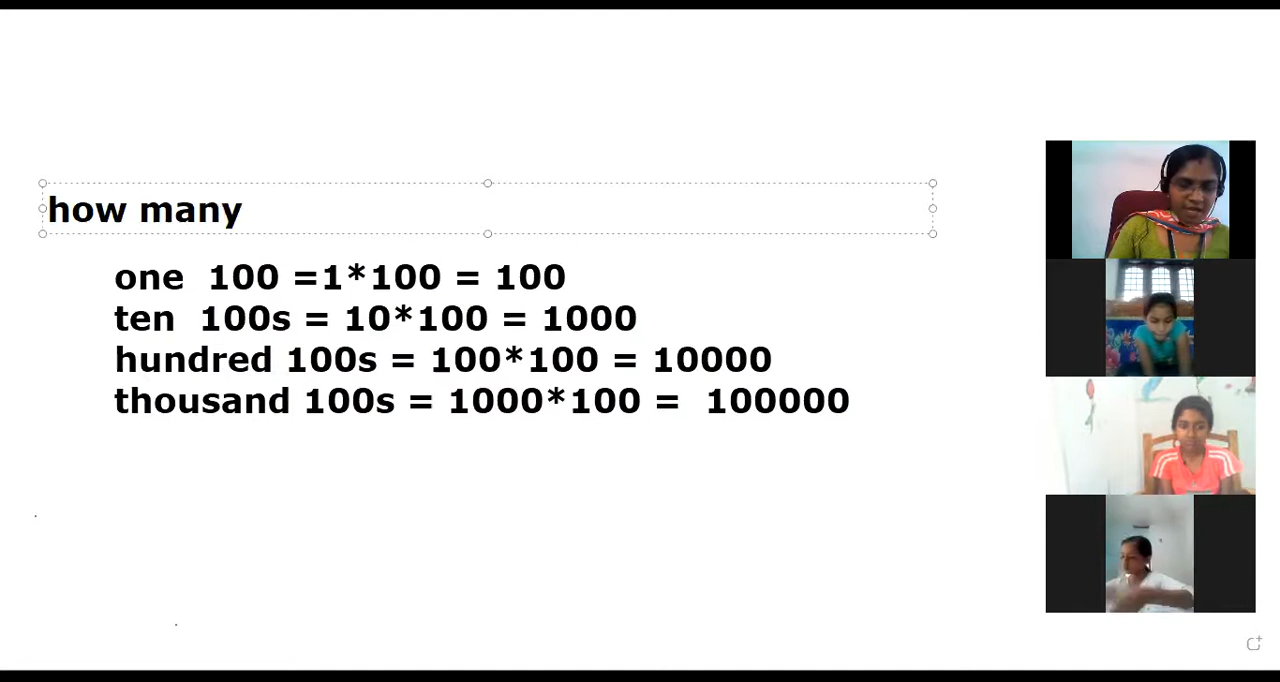 how many
one 100 =1*100 = 100
ten 100s = 10*100 = 1000
hundred 100s = 100*100 = 10000
thousand 100s = 1000*100 = 100000